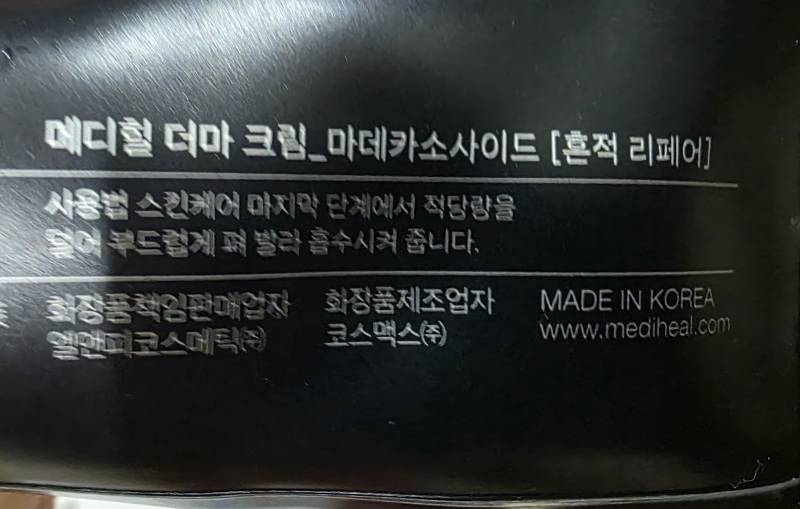 메디힐 더마 크림_마데카소사이드 [흔적 리페어]
사용법 스킨케어 마지막 단계에서 적당량을
덜어 부드럽게 펴 발라 흡수시켜 줍니다.
화장품책임판매업자 화장품제조업자 MADE IN KOREA
엘앤피코스메틱㈜ 코스맥스㈜ www.mediheal.com